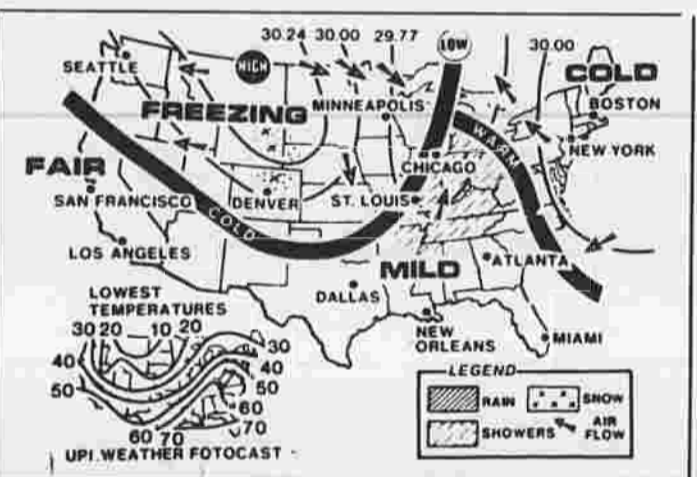 30.24 30.00 29.77
LOW
30.00
SEATTLE
HIGH
COLD
FREEZING
MINNEAPOLIS
BOSTON
WARM
NEW YORK
FAIR
CHICAGO
SAN FRANCISCO
DENVER
ST. LOUIS
COLD
LOS ANGELES
MILD
ATLANTA
DALLAS
LOWEST
TEMPERATURES
NEW
ORLEANS
MIAMI
30 20 10 20
30
40
40
50
50
60
60 70
70
LEGEND
RAIN
SNOW
SHOWERS
AIR
FLOW
UPI WEATHER FOTOCAST